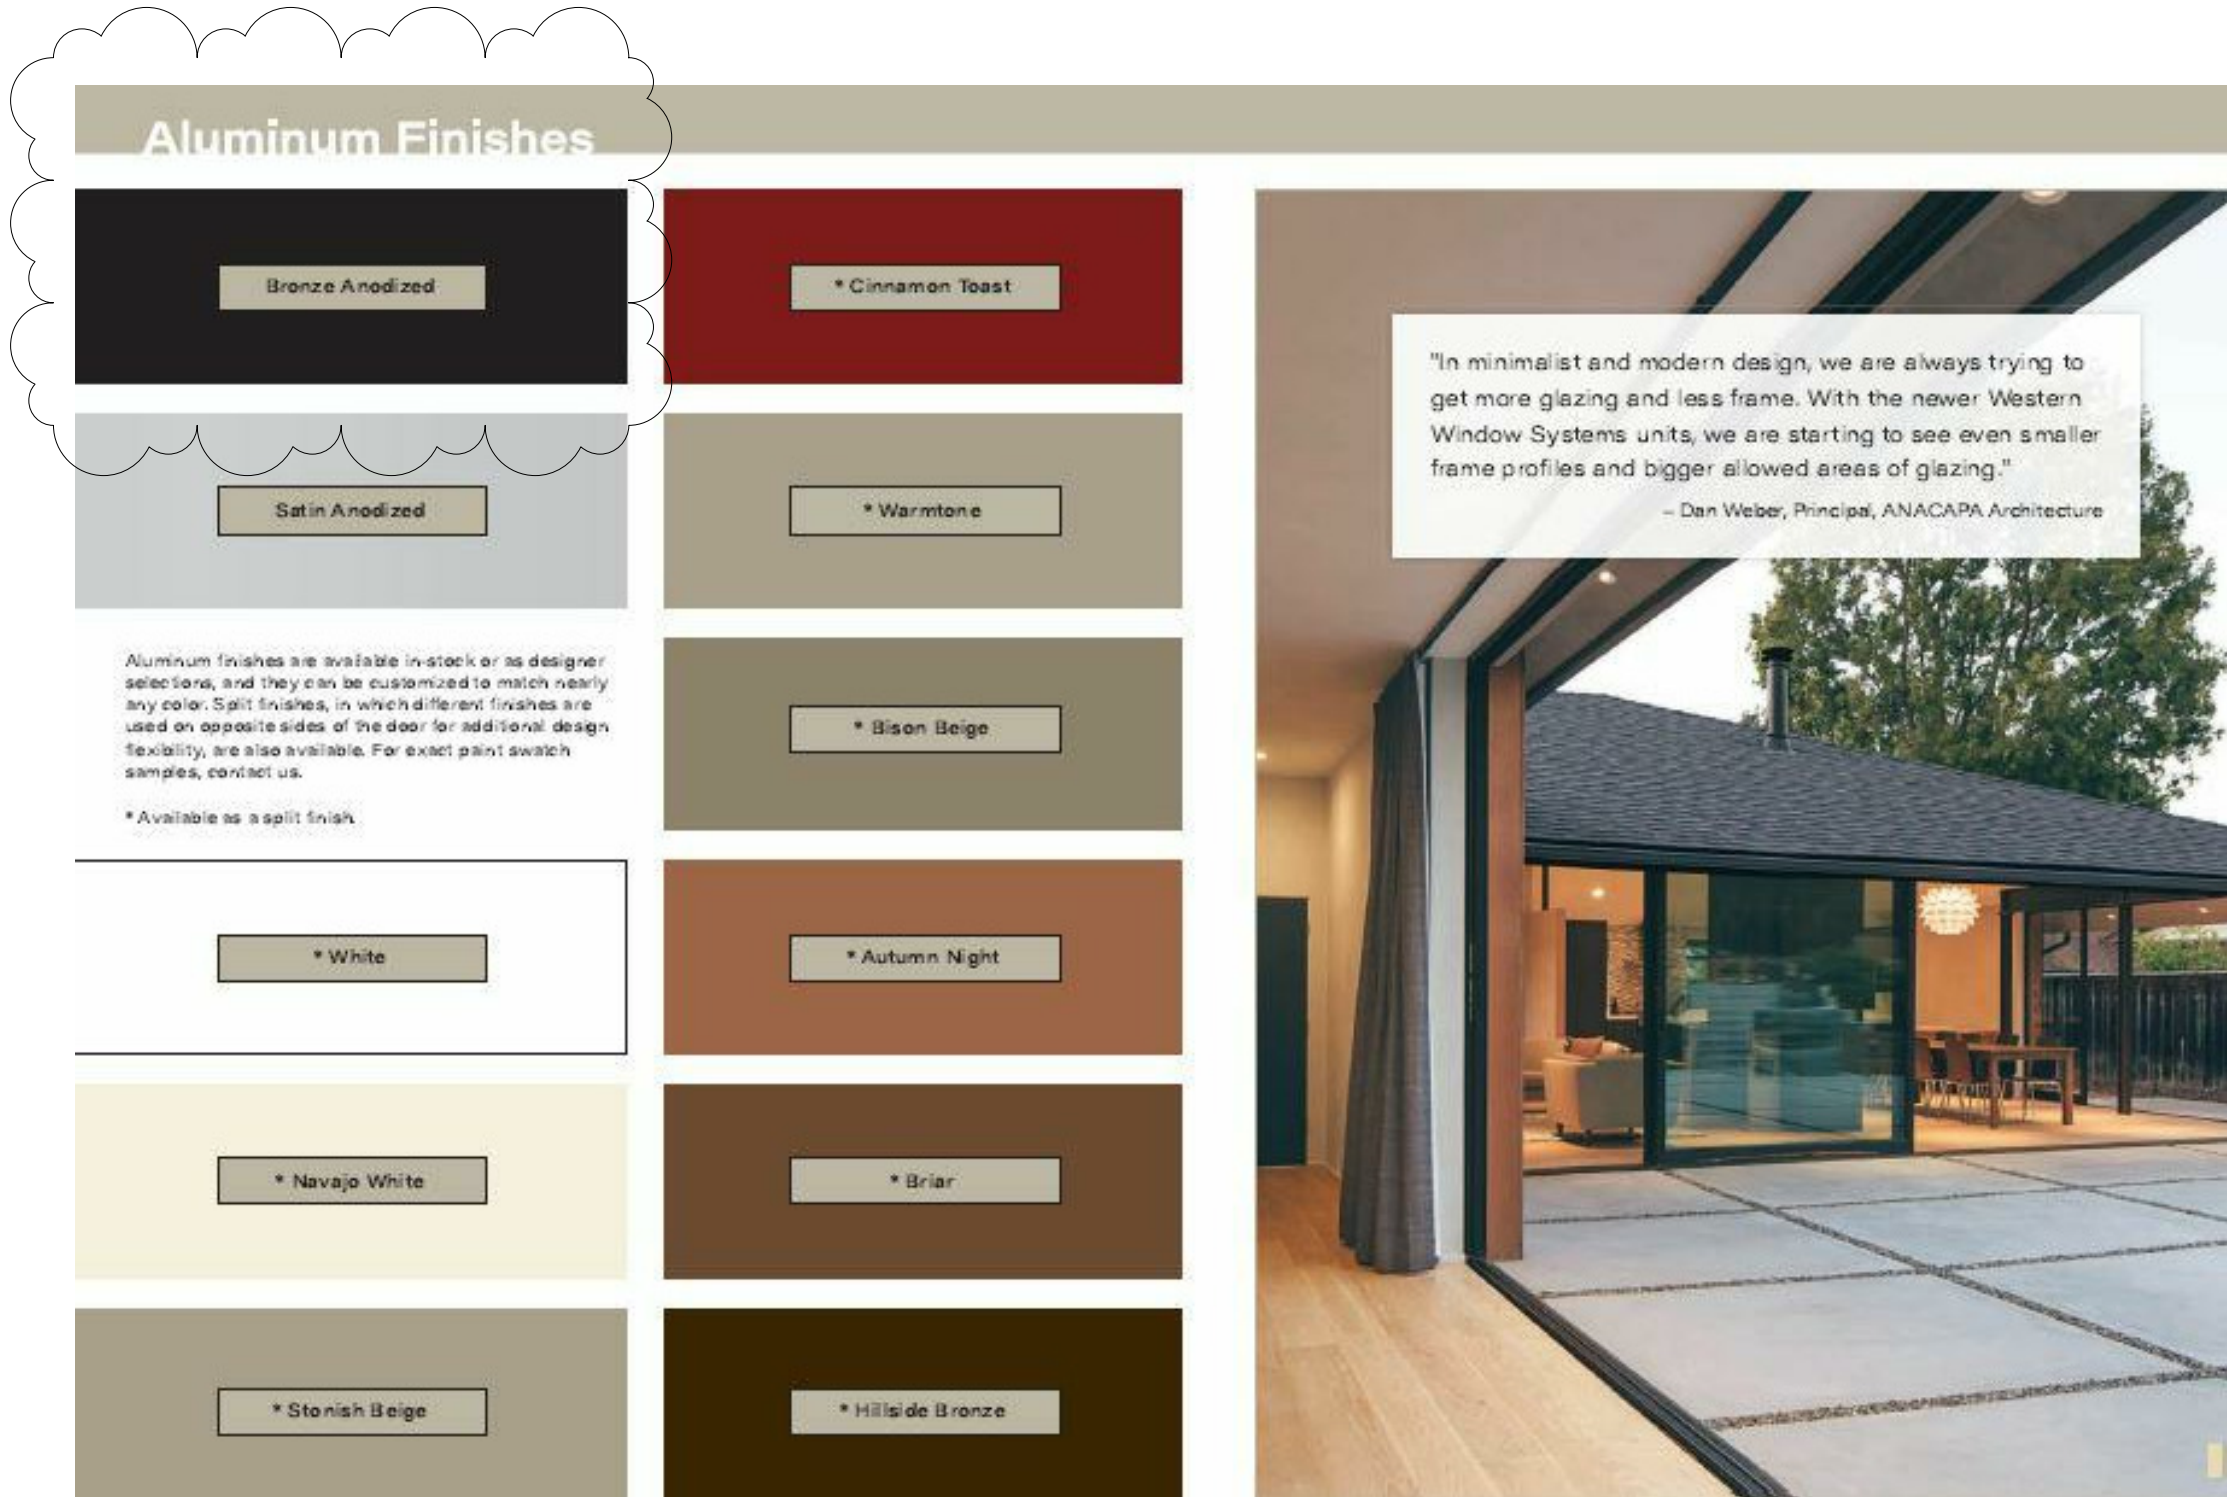 Aluminum Finishes
Bronze Anodized
Satin Anodized
Aluminum finishes are available in-stock or as designer
selections, and they can be customized to match nearly
any color. Split finishes, in which different finishes are
used on opposite sides of the door for additional design
flexibility, are also available. For exact paint swatch
samples, contact us.
* Available as a split finish.
* White
* Navajo White
* Stonish Beige
* Cinnamon Toast
* Warmtone
* Bison Beige
* Autumn Night
* Briar
* Hillside Bronze
"In minimalist and modern design, we are always trying to
get more glazing and less frame. With the newer Western
Window Systems units, we are starting to see even smaller
frame profiles and bigger allowed areas of glazing."
– Dan Weber, Principal, ANACAPA Architecture